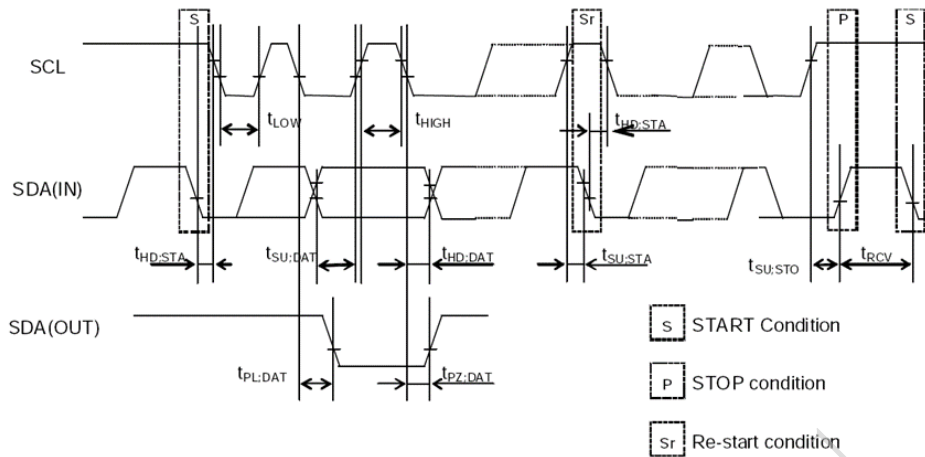 S Sr P S
SCL
tLOW tHIGH tHD;STA
SDA(IN)
tHD;STA tSU;DAT tHD;DAT tSU;STA tSU;STO tRCV
SDA(OUT)
tPL;DAT tPZ;DAT
S START Condition
P STOP condition
Sr Re-start condition